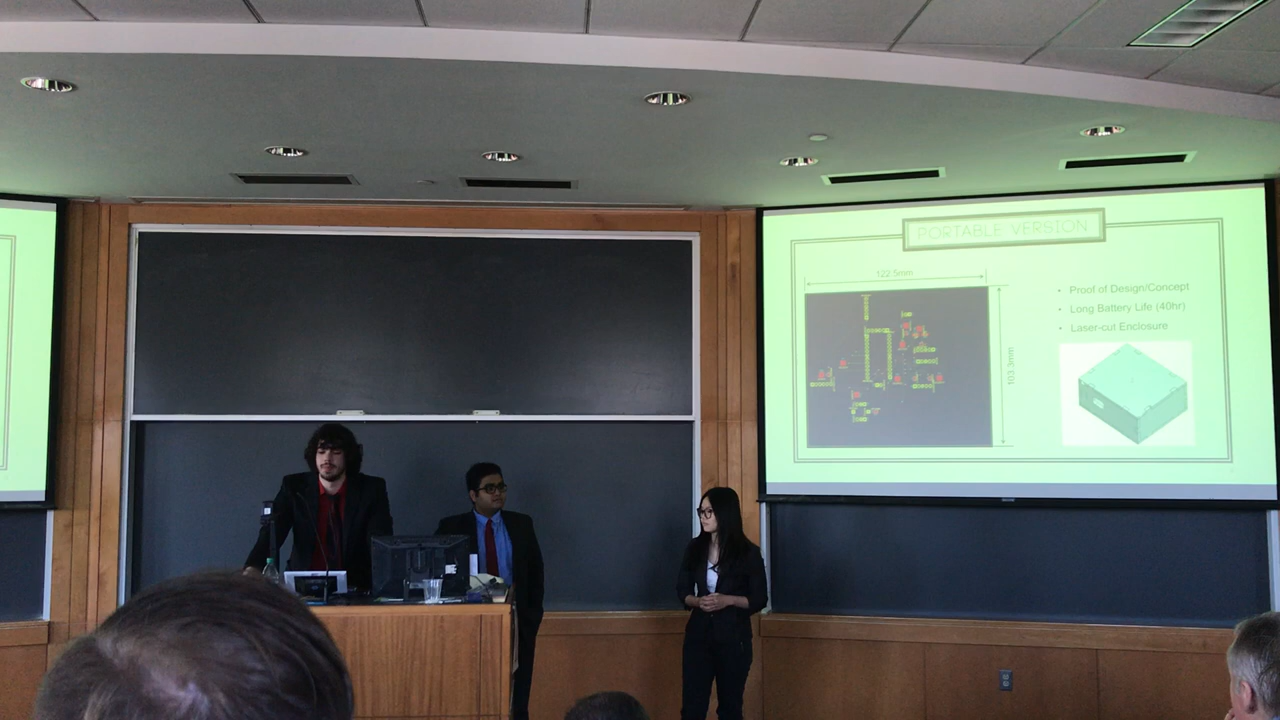 PORTABLE VERSION
122.5mm
103.3mm
• Proof of Design/Concept
• Long Battery Life (40hr)
• Laser-cut Enclosure